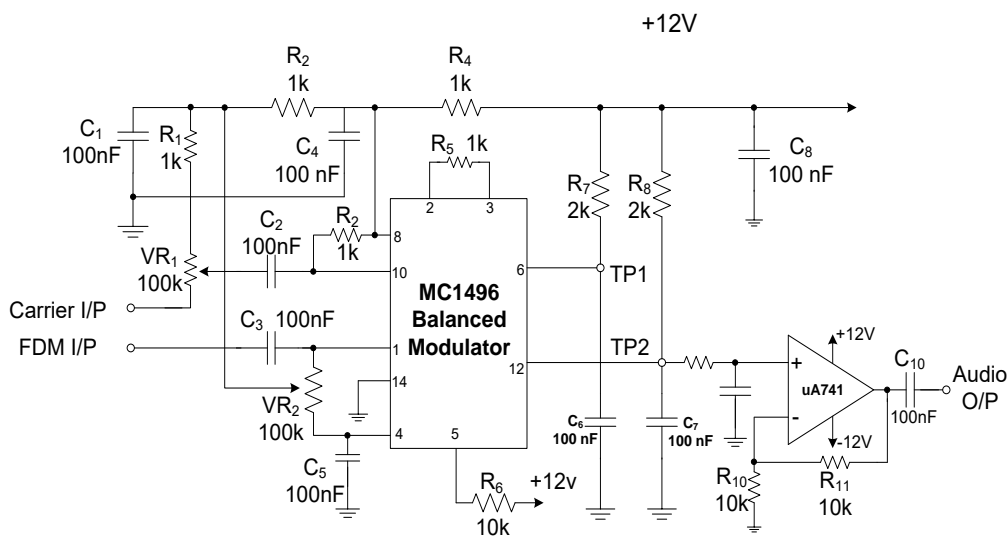 +12V
R2
1k
R4
1k
C1
100nF
R1
1k
C4
100 nF
R5 1k
2
3
C8
100 nF
R7
2k
R8
2k
C2
100nF
R2
1k
8
10
VR1
100k
6
TP1
MC1496
Balanced
Modulator
Carrier I/P
FDM I/P
C3 100nF
1
14
12
TP2
+12V
uA741
+
-
-12V
C10
100nF
Audio
O/P
VR2
100k
4
5
C5
100nF
R6
10k
+12v
C6
100 nF
C7
100 nF
R10
10k
R11
10k